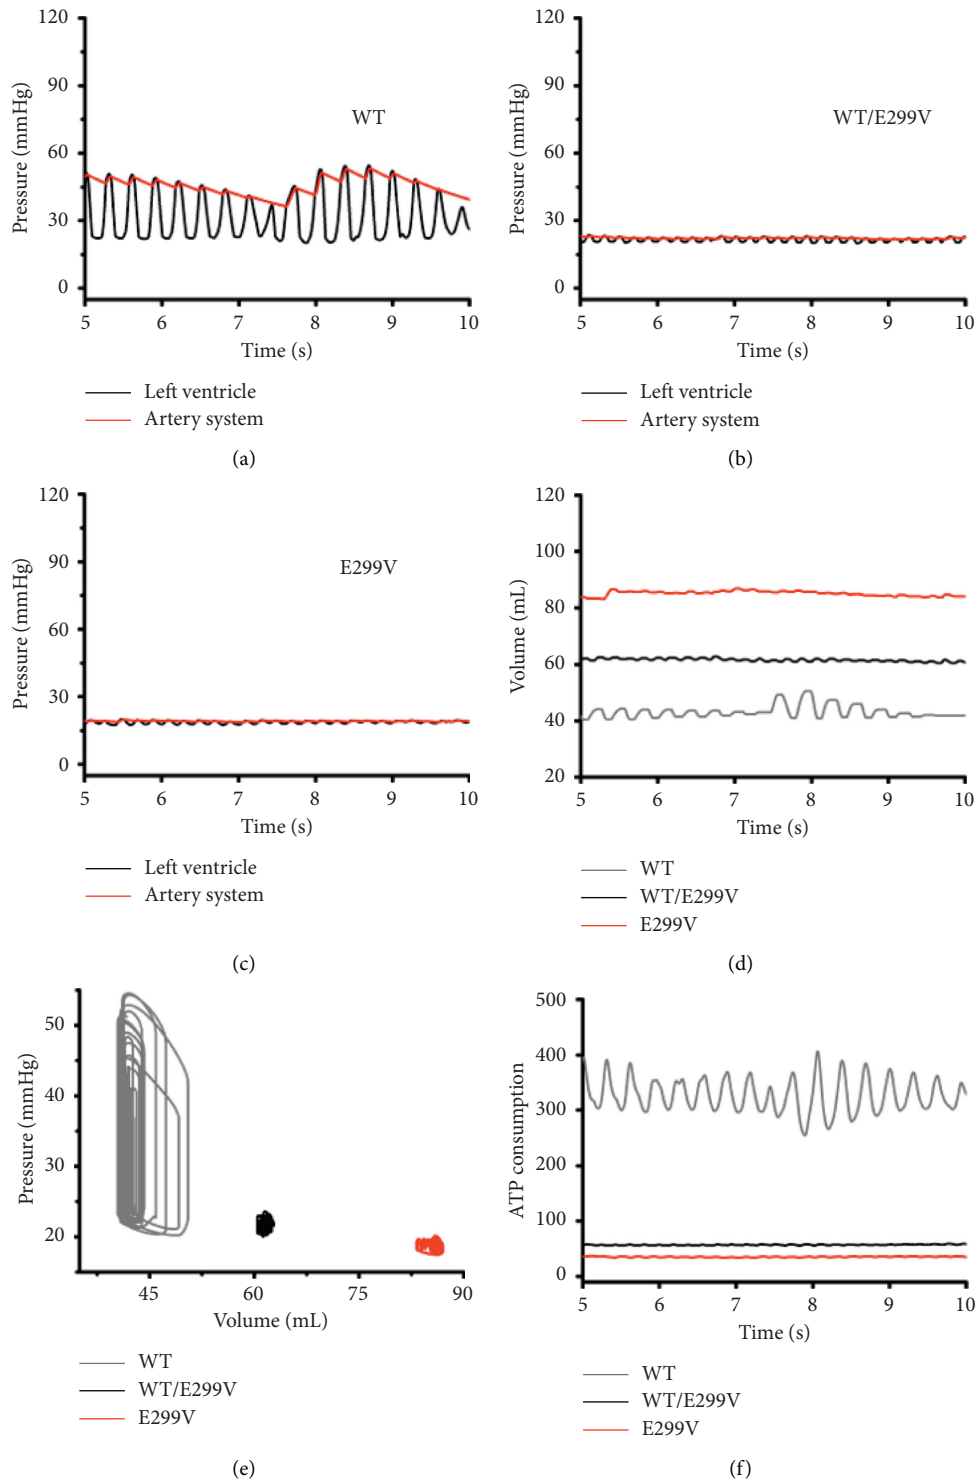 120
90
60
30
0
Pressure (mmHg)
WT
5 6 7 8 9 10
Time (s)
Left ventricle
Artery system
(a)
120
90
60
30
0
Pressure (mmHg)
WT/E299V
5 6 7 8 9 10
Time (s)
Left ventricle
Artery system
(b)
120
90
60
30
0
Pressure (mmHg)
E299V
5 6 7 8 9 10
Time (s)
Left ventricle
Artery system
(c)
120
100
80
60
40
20
Volume (mL)
5 6 7 8 9 10
Time (s)
WT
WT/E299V
E299V
(d)
50
40
30
20
Pressure (mmHg)
45 60 75 90
Volume (mL)
WT
WT/E299V
E299V
(e)
500
400
300
200
100
0
ATP consumption
5 6 7 8 9 10
Time (s)
WT
WT/E299V
E299V
(f)